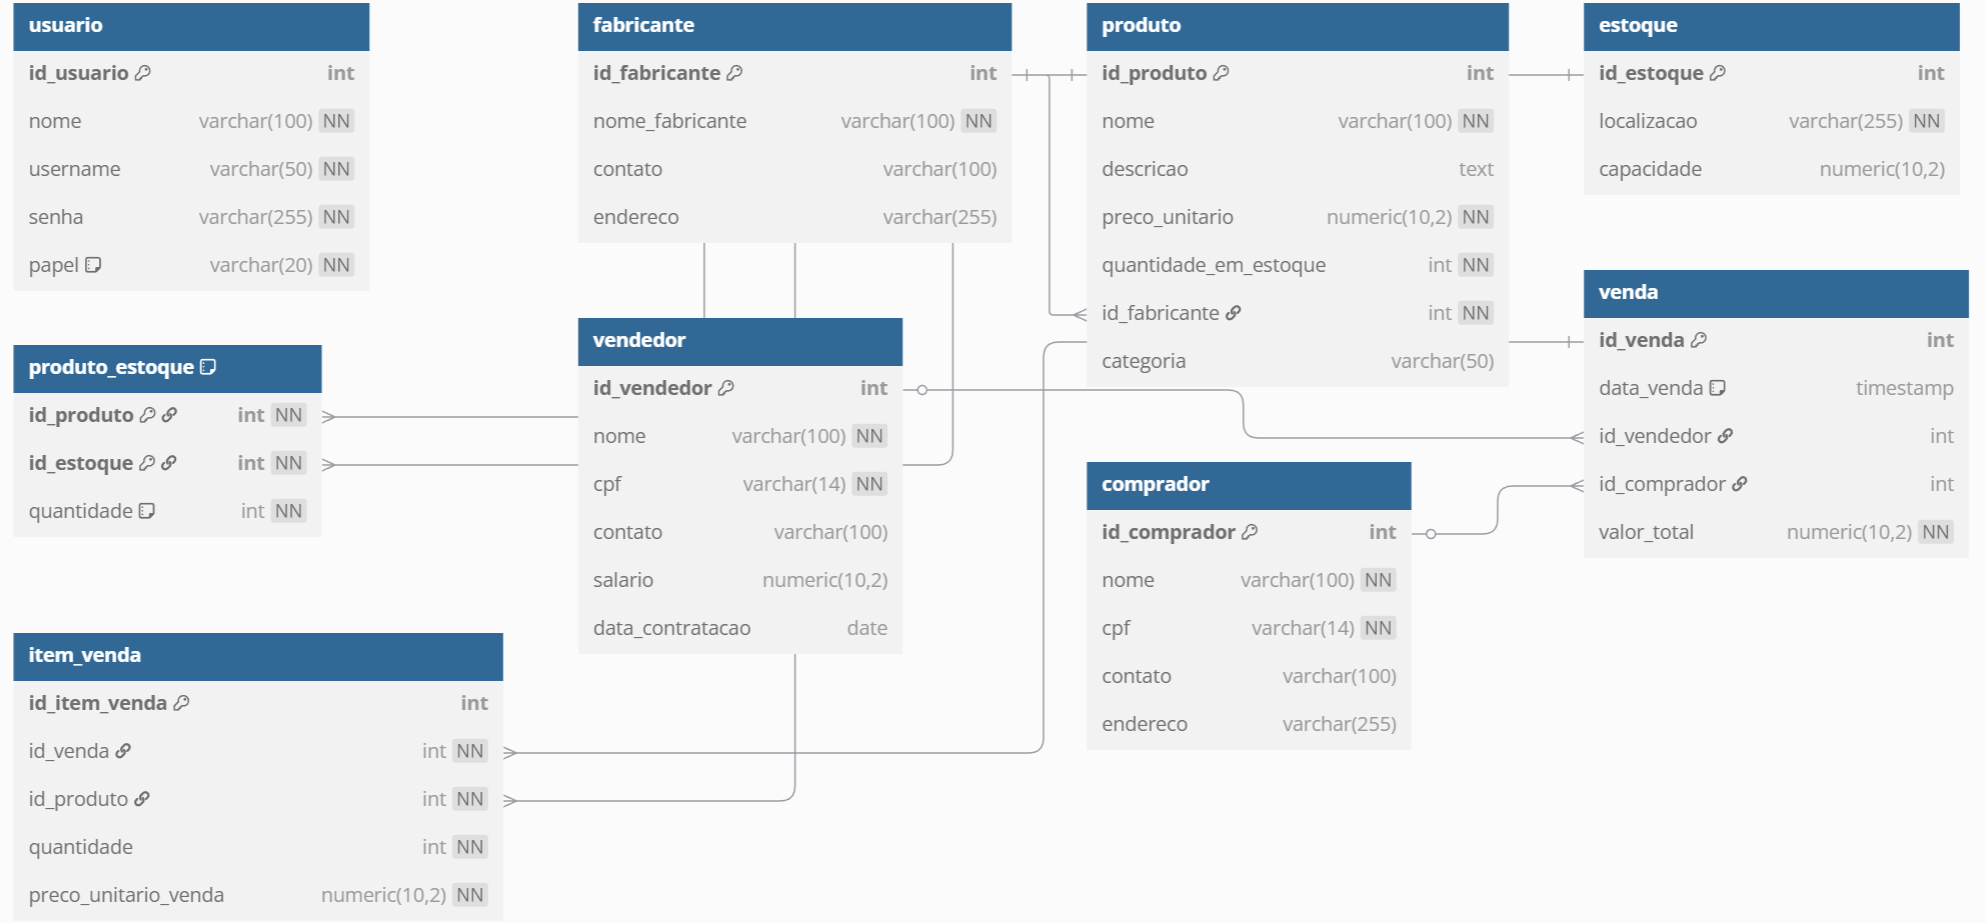 usuario
id_usuario int
nome varchar(100) NN
username varchar(50) NN
senha varchar(255) NN
papel varchar(20) NN
fabricante
id_fabricante int
nome_fabricante varchar(100) NN
contato varchar(100)
endereco varchar(255)
produto
id_produto int
nome varchar(100) NN
descricao text
preco_unitario numeric(10,2) NN
quantidade_em_estoque int NN
id_fabricante int NN
categoria varchar(50)
estoque
id_estoque int
localizacao varchar(255) NN
capacidade numeric(10,2)
venda
id_venda int
data_venda timestamp
id_vendedor int
id_comprador int
valor_total numeric(10,2) NN
produto_estoque
id_produto int NN
id_estoque int NN
quantidade int NN
vendedor
id_vendedor int
nome varchar(100) NN
cpf varchar(14) NN
contato varchar(100)
salario numeric(10,2)
data_contratacao date
comprador
id_comprador int
nome varchar(100) NN
cpf varchar(14) NN
contato varchar(100)
endereco varchar(255)
item_venda
id_item_venda int
id_venda int NN
id_produto int NN
quantidade int NN
preco_unitario_venda numeric(10,2) NN